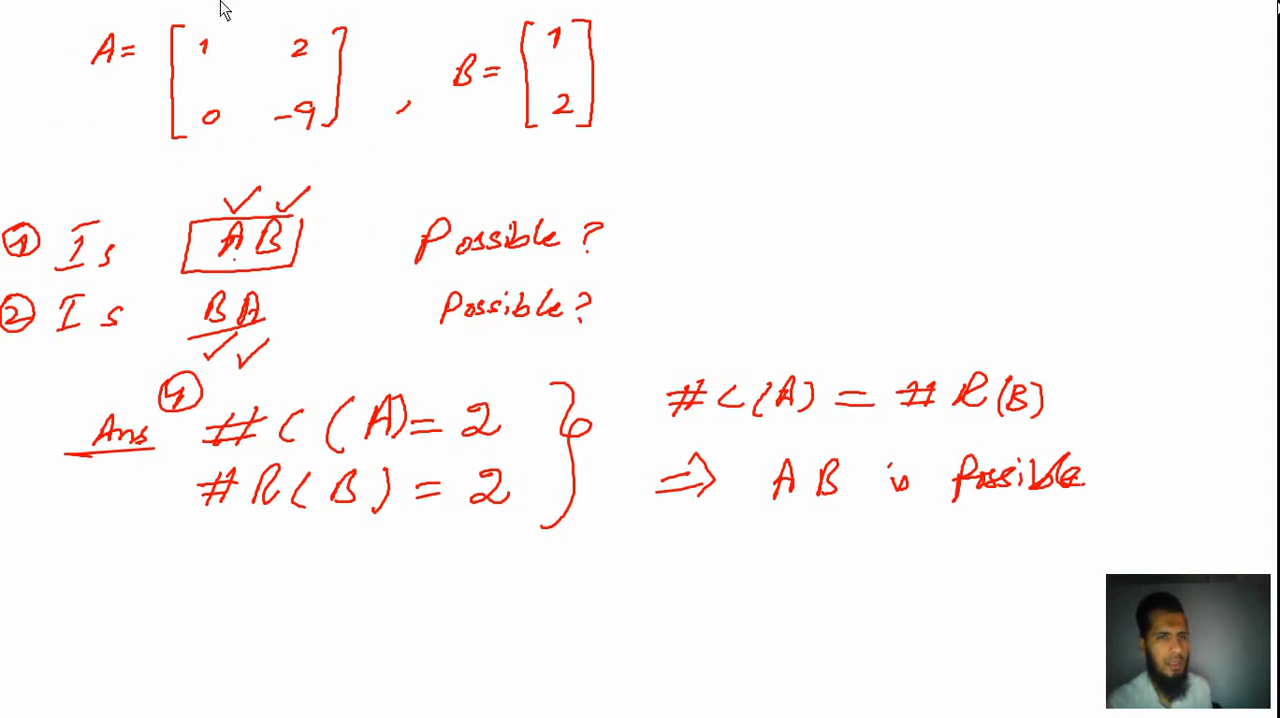 A = [ 1 2 ; 0 -9 ] , B = [ 1 ; 2 ]
① Is AB Possible ?
② Is BA Possible ?
Ans ① # C ( A ) = 2 } # C ( A ) = # R ( B )
# R ( B ) = 2 ⇒ AB is Possible